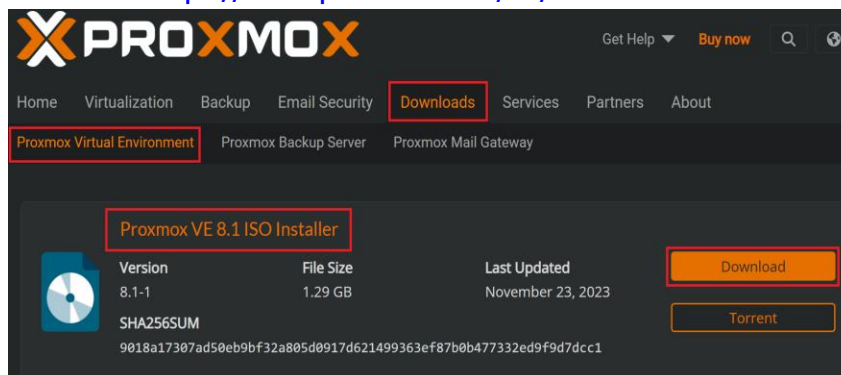 PROXMOX
Get Help Buy now
Home Virtualization Backup Email Security Downloads Services Partners About
Proxmox Virtual Environment Proxmox Backup Server Proxmox Mail Gateway
Proxmox VE 8.1 ISO Installer
Version File Size Last Updated Download
8.1-1 1.29 GB November 23, 2023
SHA256SUM Torrent
9018a17307ad50eb9bf32a805d0917d621499363ef87b0b477332ed9f9d7dcc1